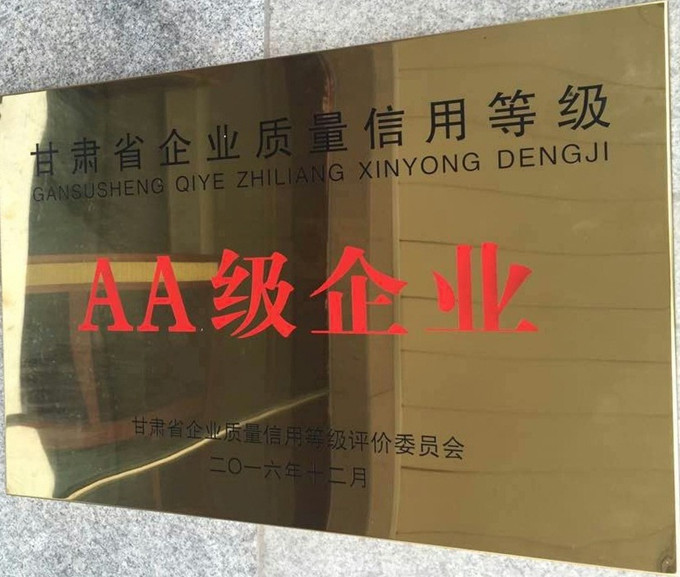 甘肃省企业质量信用等级
GANSUSHENG QIYE ZHILIANG XINYONG DENGJI
AA级企业
甘肃省企业质量信用等级评价委员会
二〇一六年十二月